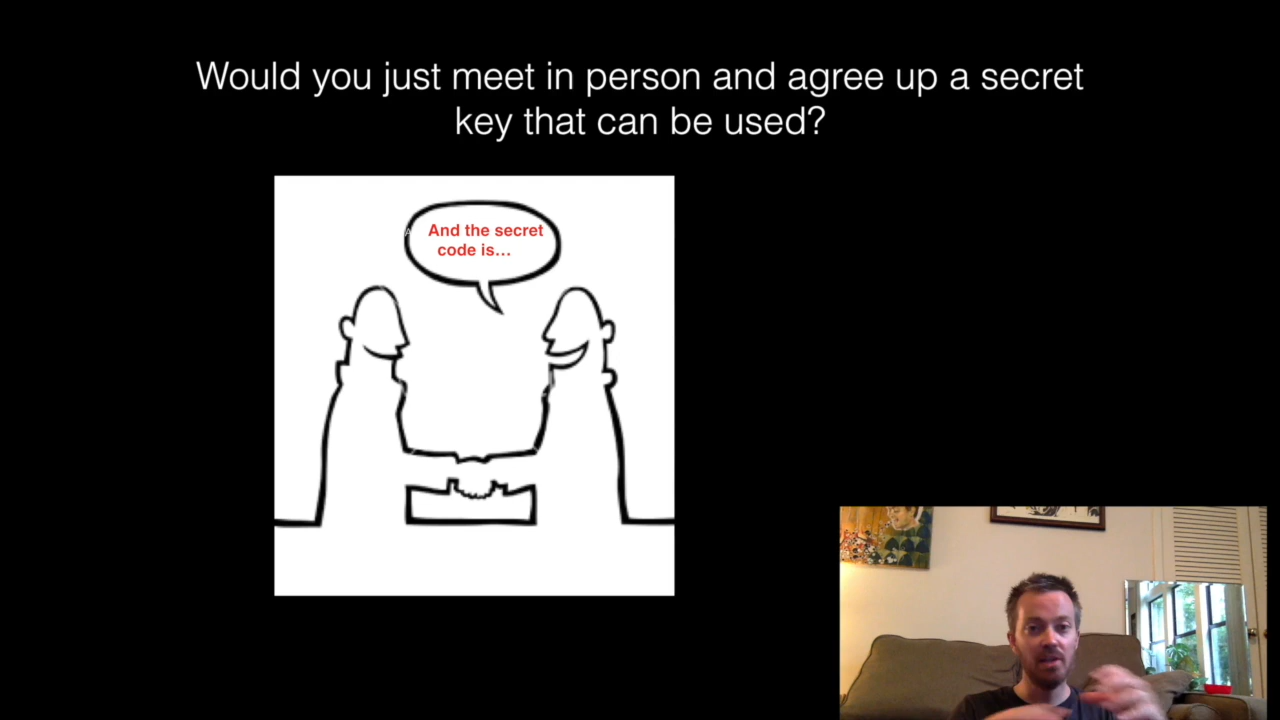 Would you just meet in person and agree up a secret
key that can be used?
A And the secret
code is…